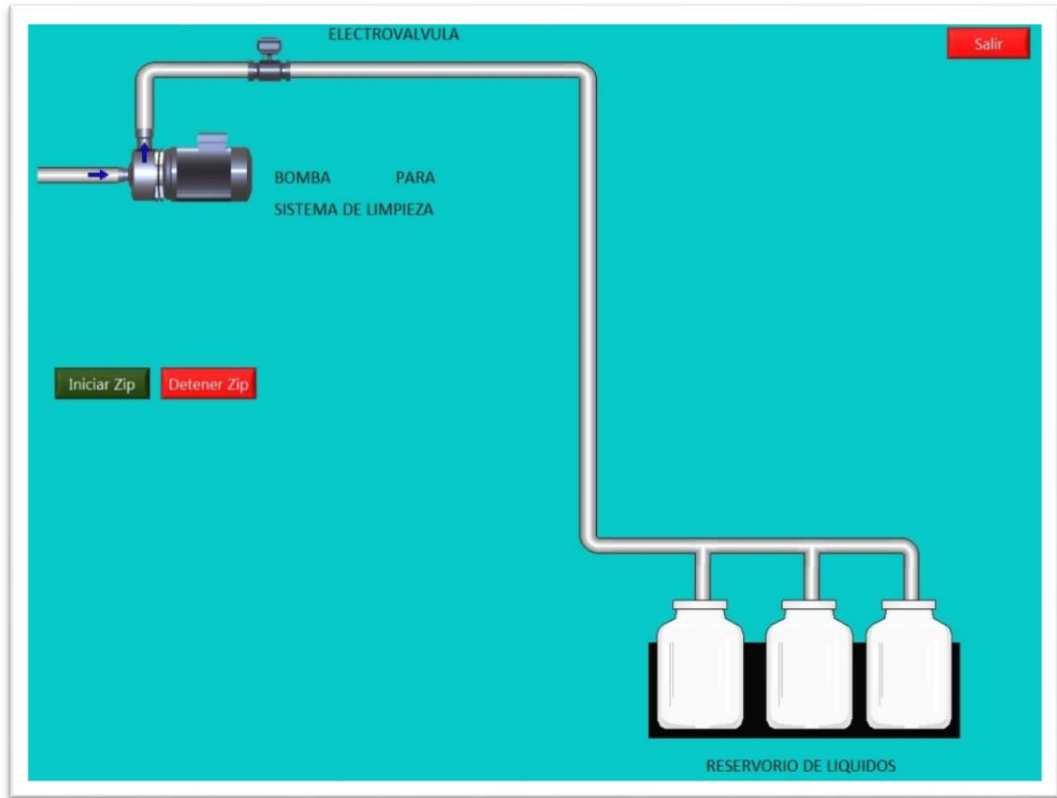 ELECTROVALVULA
Salir
BOMBA PARA
SISTEMA DE LIMPIEZA
Iniciar Zip
Detener Zip
RESERVORIO DE LIQUIDOS